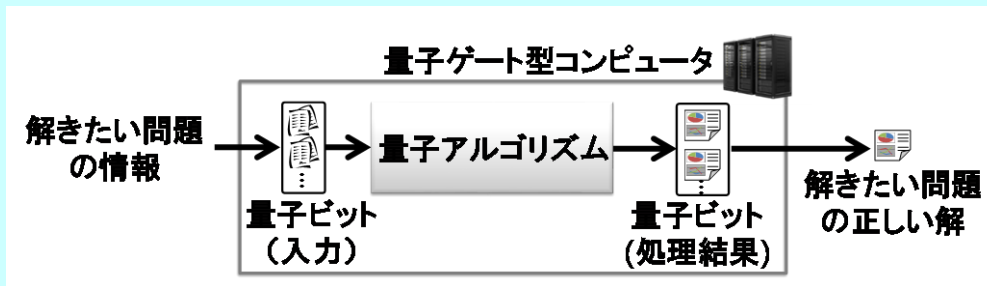 量子ゲート型コンピュータ
解きたい問題
の情報
量子アルゴリズム
量子ビット
（入力）
量子ビット
(処理結果)
解きたい問題
の正しい解